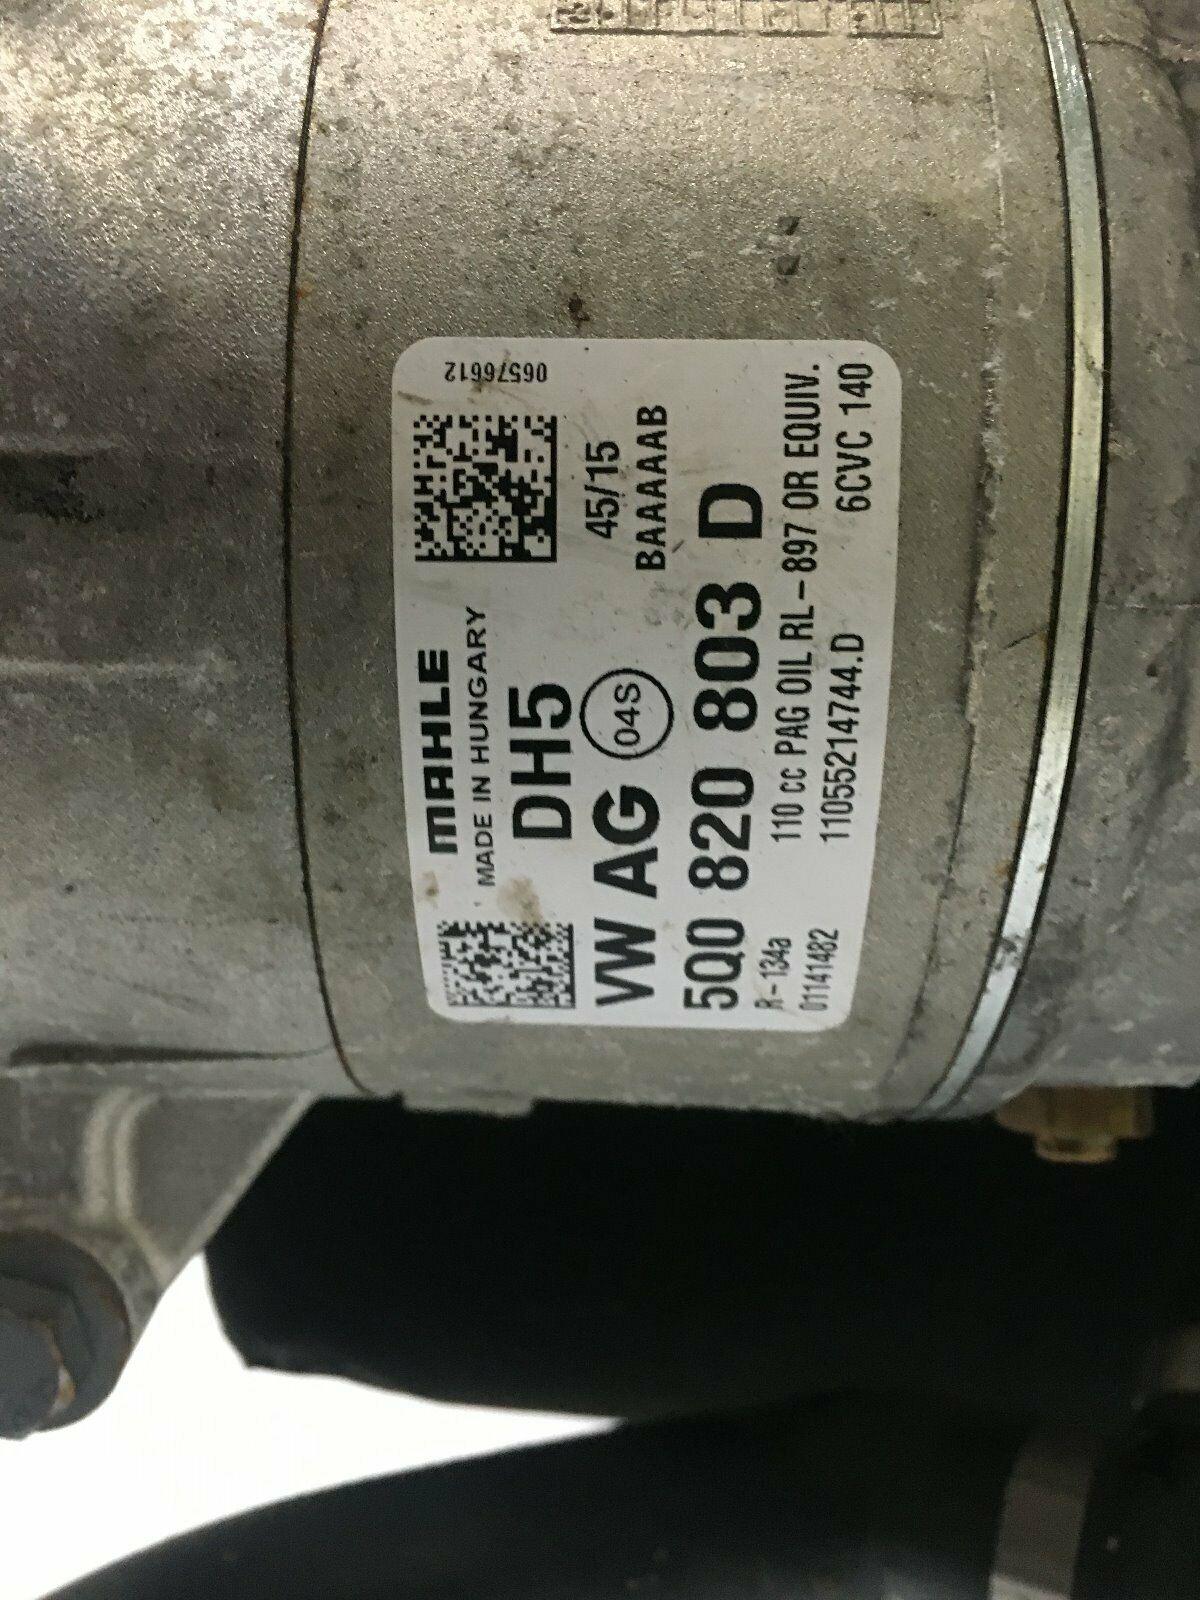 MAHLE
MADE IN HUNGARY
06576612
DH5
45/15
VW AG 04S
BAAAAAB
5Q0 820 803 D
R-134a 110 cc PAG OIL RL-897 OR EQUIV.
01141482 11055214744.D 6CVC 140